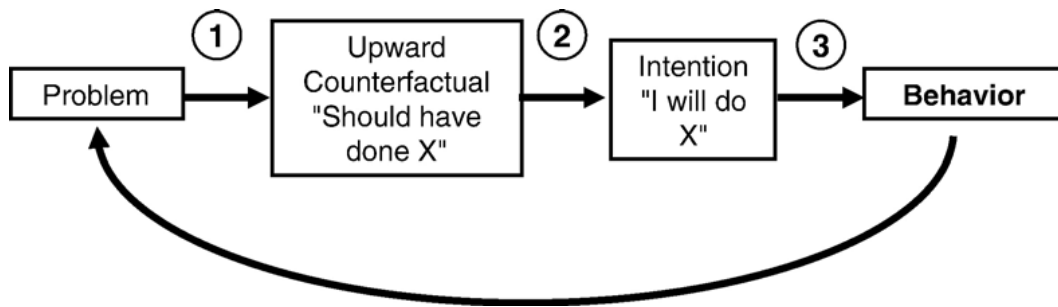 1
2
3
Problem
Upward
Counterfactual
"Should have
done X"
Intention
"I will do
X"
Behavior